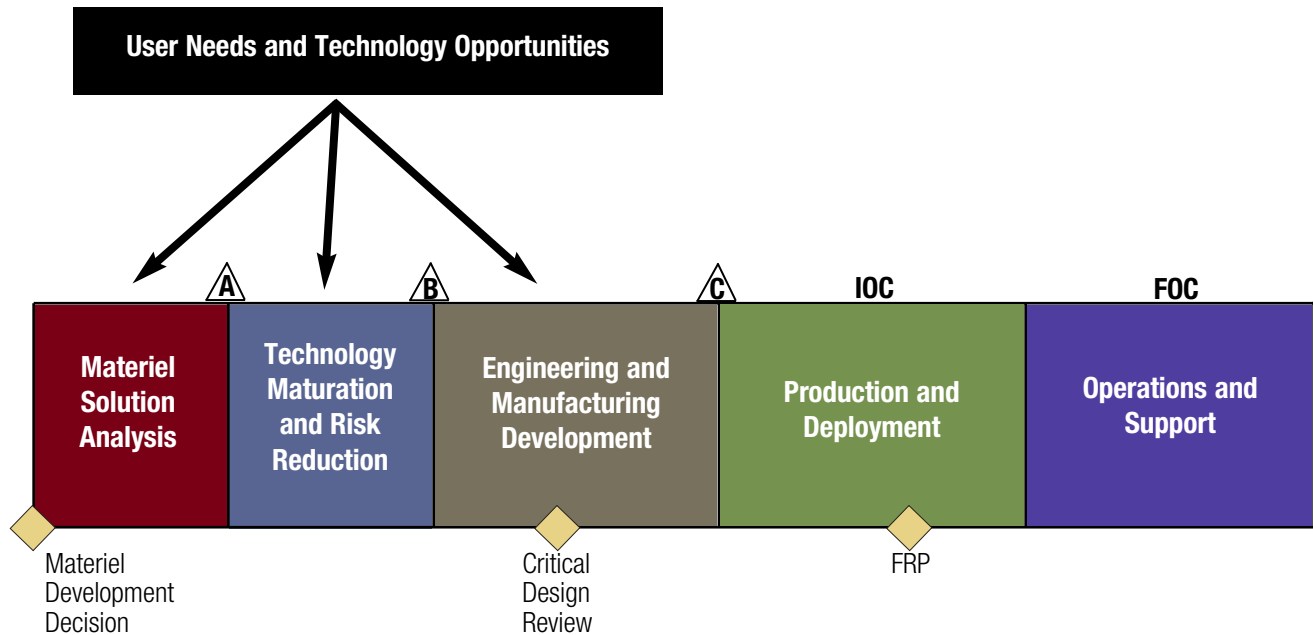 User Needs and Technology Opportunities
A
B
C
IOC
FOC
Materiel
Solution
Analysis
Technology
Maturation
and Risk
Reduction
Engineering and
Manufacturing
Development
Production and
Deployment
Operations and
Support
Materiel
Development
Decision
Critical
Design
Review
FRP